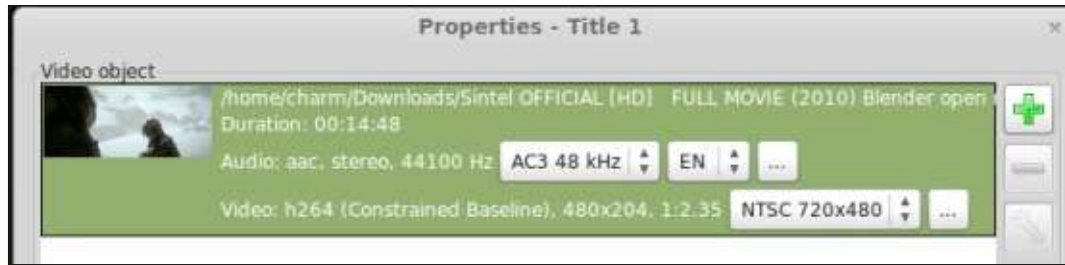 Properties - Title 1
Video object
/home/charm/Downloads/Sintel OFFICIAL [HD] FULL MOVIE (2010) Blender open
Duration: 00:14:48
Audio: aac, stereo, 44100 Hz AC3 48 kHz EN ...
Video: h264 (Constrained Baseline), 480x204, 1:2.35 NTSC 720x480 ...